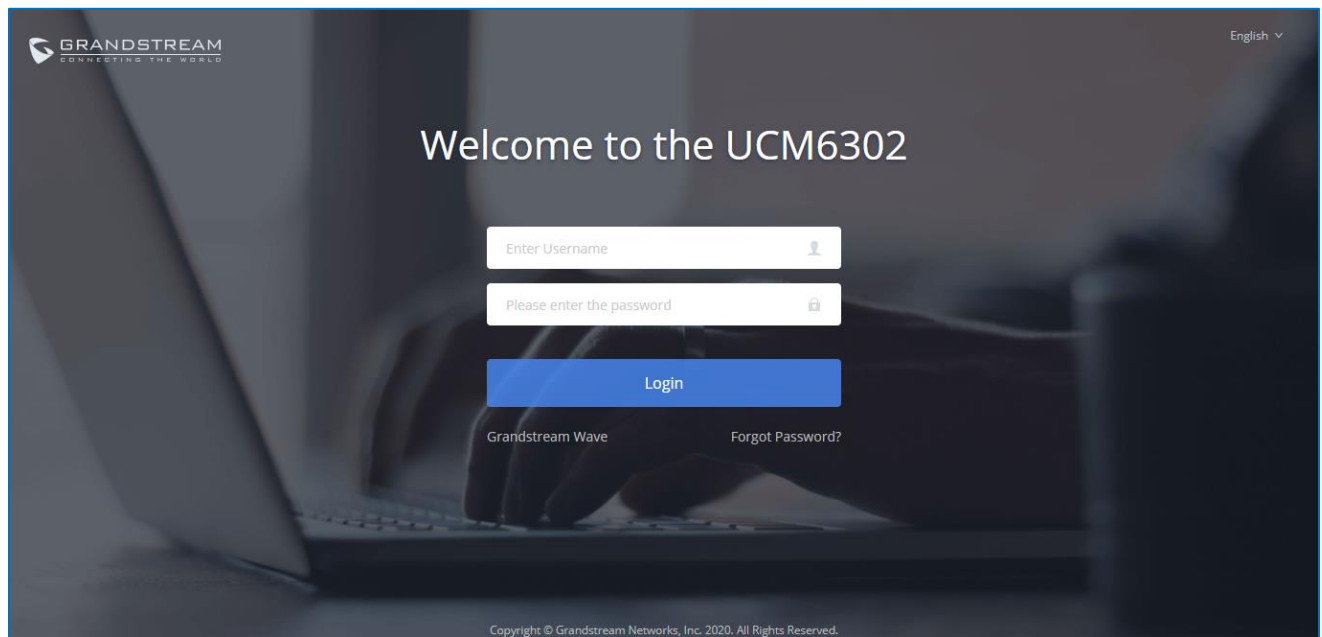 GRANDSTREAM
CONNECTING THE WORLD
English
Welcome to the UCM6302
Enter Username
Please enter the password
Login
Grandstream Wave
Forgot Password?
Copyright © Grandstream Networks, Inc. 2020. All Rights Reserved.